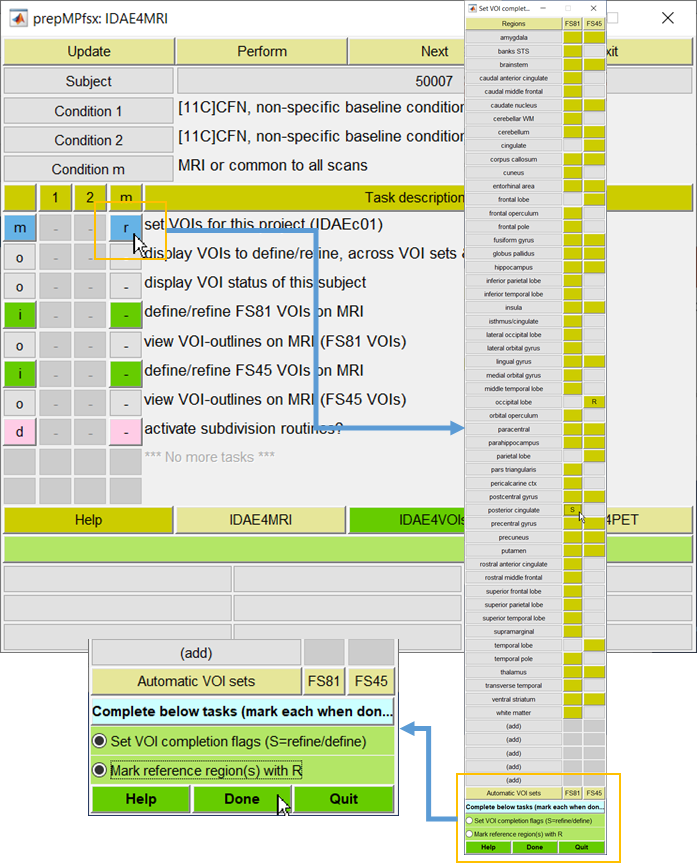 prepMPfsx: IDAE4MRI
Update
Perform
Next
xit
Subject
50007
Condition 1
[11C]CFN, non-specific baseline condition
Condition 2
[11C]CFN, non-specific baseline condition
Condition m
MRI or common to all scans
1
2
m
Task description
m
-
-
r
set VOIs for this project (IDAEc01)
o
-
-
-
display VOIs to define/refine, across VOI sets &
o
-
-
-
display VOI status of this subject
i
-
-
-
define/refine FS81 VOIs on MRI
o
-
-
-
view VOI-outlines on MRI (FS81 VOIs)
i
-
-
-
define/refine FS45 VOIs on MRI
o
-
-
-
view VOI-outlines on MRI (FS45 VOIs)
d
-
-
-
activate subdivision routines?
*** No more tasks ***
Help
IDAE4MRI
IDAE4VOIs
4PET
Set VOI complet...
Regions
FS81
FS45
amygdala
banks STS
brainstem
caudal anterior cingulate
caudal middle frontal
caudate nucleus
cerebellar WM
cerebellum
cingulate
corpus callosum
cuneus
entorhinal area
frontal lobe
frontal operculum
frontal pole
fusiform gyrus
globus pallidus
hippocampus
inferior parietal lobe
inferior temporal lobe
insula
isthmus/cingulate
lateral occipital lobe
lateral orbital gyrus
lingual gyrus
medial orbital gyrus
middle temporal lobe
occipital lobe
R
orbital operculum
paracentral
parahippocampus
parietal lobe
pars triangularis
pericalcarine ctx
postcentral gyrus
posterior cingulate
S
precentral gyrus
precuneus
putamen
rostral anterior cingulate
rostral middle frontal
superior frontal lobe
superior parietal lobe
superior temporal lobe
supramarginal
temporal lobe
temporal pole
thalamus
transverse temporal
ventral striatum
white matter
(add)
(add)
(add)
(add)
(add)
Automatic VOI sets
FS81
FS45
Complete below tasks (mark each when don...
Set VOI completion flags (S=refine/define)
Mark reference region(s) with R
Help
Done
Quit
(add)
Automatic VOI sets
FS81
FS45
Complete below tasks (mark each when don...
Set VOI completion flags (S=refine/define)
Mark reference region(s) with R
Help
Done
Quit